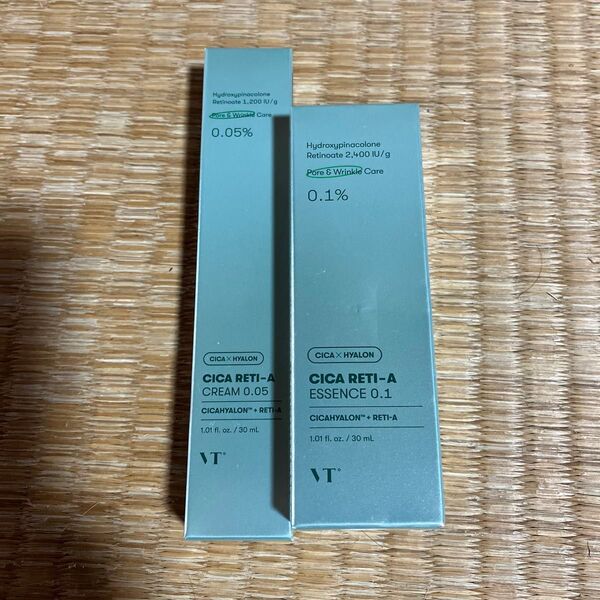 Hydroxypinacolone
Retinoate 1,200 IU/g
Pore & Wrinkle Care
0.05%
CICA × HYALON
CICA RETI-A
CREAM 0.05
CICAHYALON™ + RETI-A
1.01 fl. oz. / 30 mL
VT
Hydroxypinacolone
Retinoate 2,400 IU/g
Pore & Wrinkle Care
0.1%
CICA × HYALON
CICA RETI-A
ESSENCE 0.1
CICAHYALON™ + RETI-A
1.01 fl. oz. / 30 mL
VT